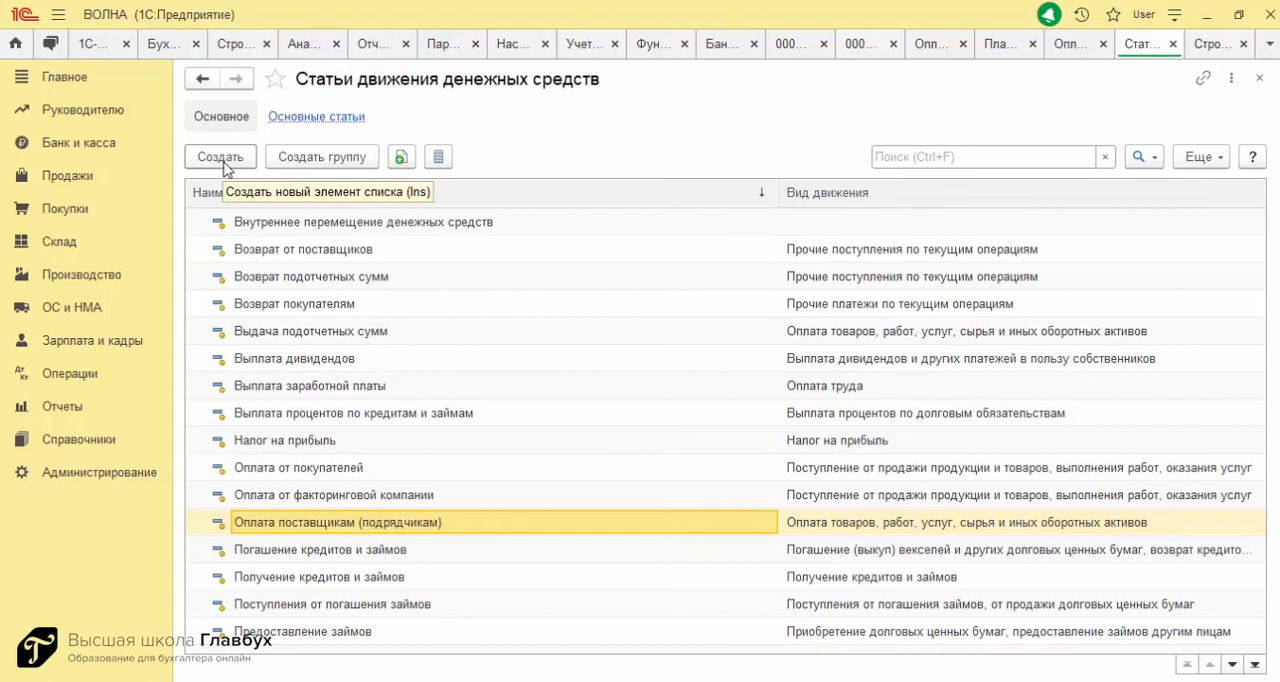 1С ВОЛНА (1С:Предприятие) User
1С-... Бух... Стро... Ана... Отч... Пар... Нас... Учет... Фун... Бан... 000... 000... Опл... Пла... Опл... Стат... Стро...
Главное
Руководителю
Банк и касса
Продажи
Покупки
Склад
Производство
ОС и НМА
Зарплата и кадры
Дт Кт Операции
Отчеты
Справочники
Администрирование
Статьи движения денежных средств
Основное Основные статьи
Создать Создать группу Поиск (Ctrl+F) Еще ?
Наим Вид движения
Создать новый элемент списка (Ins)
Внутреннее перемещение денежных средств
Возврат от поставщиков Прочие поступления по текущим операциям
Возврат подотчетных сумм Прочие поступления по текущим операциям
Возврат покупателям Прочие платежи по текущим операциям
Выдача подотчетных сумм Оплата товаров, работ, услуг, сырья и иных оборотных активов
Выплата дивидендов Выплата дивидендов и других платежей в пользу собственников
Выплата заработной платы Оплата труда
Выплата процентов по кредитам и займам Выплата процентов по долговым обязательствам
Налог на прибыль Налог на прибыль
Оплата от покупателей Поступление от продажи продукции и товаров, выполнения работ, оказания услуг
Оплата от факторинговой компании Поступление от продажи продукции и товаров, выполнения работ, оказания услуг
Оплата поставщикам (подрядчикам) Оплата товаров, работ, услуг, сырья и иных оборотных активов
Погашение кредитов и займов Погашение (выкуп) векселей и других долговых ценных бумаг, возврат кредито...
Получение кредитов и займов Получение кредитов и займов
Поступления от погашения займов Поступления от погашения займов, от продажи долговых ценных бумаг
Предоставление займов Приобретение долговых ценных бумаг, предоставление займов другим лицам
Высшая школа Главбух
Образование для бухгалтера онлайн